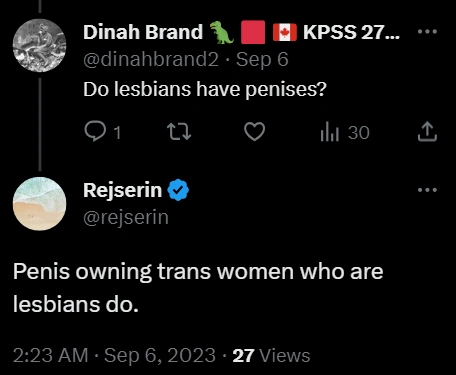 Dinah Brand 🦖 🟥 🇨🇦 KPSS 27...
@dinahbrand2 · Sep 6
Do lesbians have penises?
1 30
Rejserin
@rejserin
Penis owning trans women who are
lesbians do.
2:23 AM · Sep 6, 2023 · 27 Views